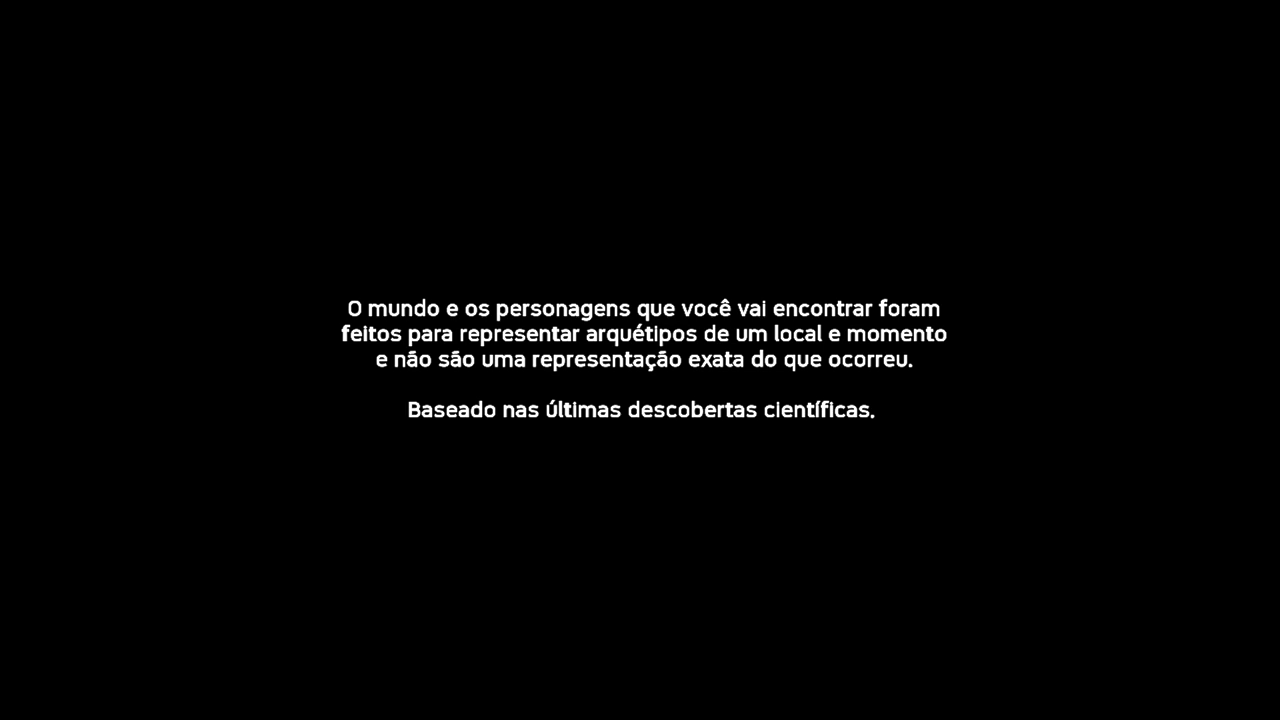 O mundo e os personagens que você vai encontrar foram
feitos para representar arquétipos de um local e momento
e não são uma representação exata do que ocorreu.
Baseado nas últimas descobertas científicas.